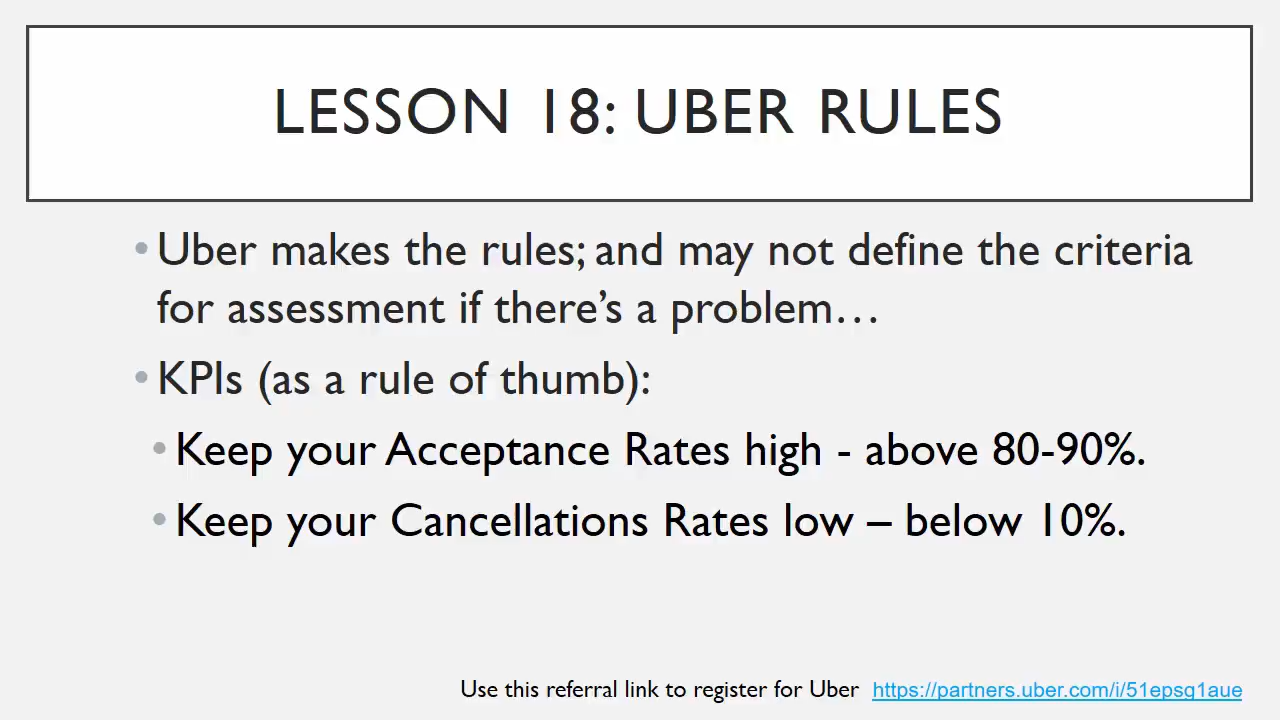 LESSON 18: UBER RULES
• Uber makes the rules; and may not define the criteria
for assessment if there’s a problem…
• KPIs (as a rule of thumb):
• Keep your Acceptance Rates high - above 80-90%.
• Keep your Cancellations Rates low – below 10%.
Use this referral link to register for Uber https://partners.uber.com/i/51epsq1aue